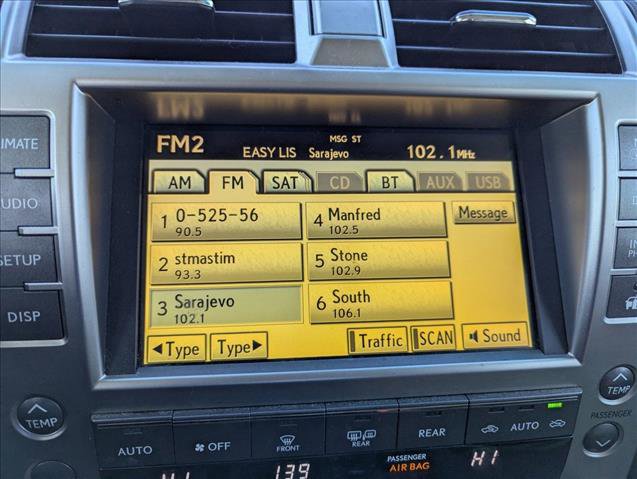 FM2
MSG ST
EASY LIS Sarajevo 102.1MHz
AM FM SAT CD BT AUX USB
1 0-525-56 90.5
4 Manfred 102.5
Message
2 stmastim 93.3
5 Stone 102.9
3 Sarajevo 102.1
6 South 106.1
◄Type Type► Traffic SCAN Sound
SETUP
DISP
TEMP
TEMP
PASSENGER
AUTO OFF FRONT REAR REAR AUTO
139
PASSENGER
AIR BAG
HI